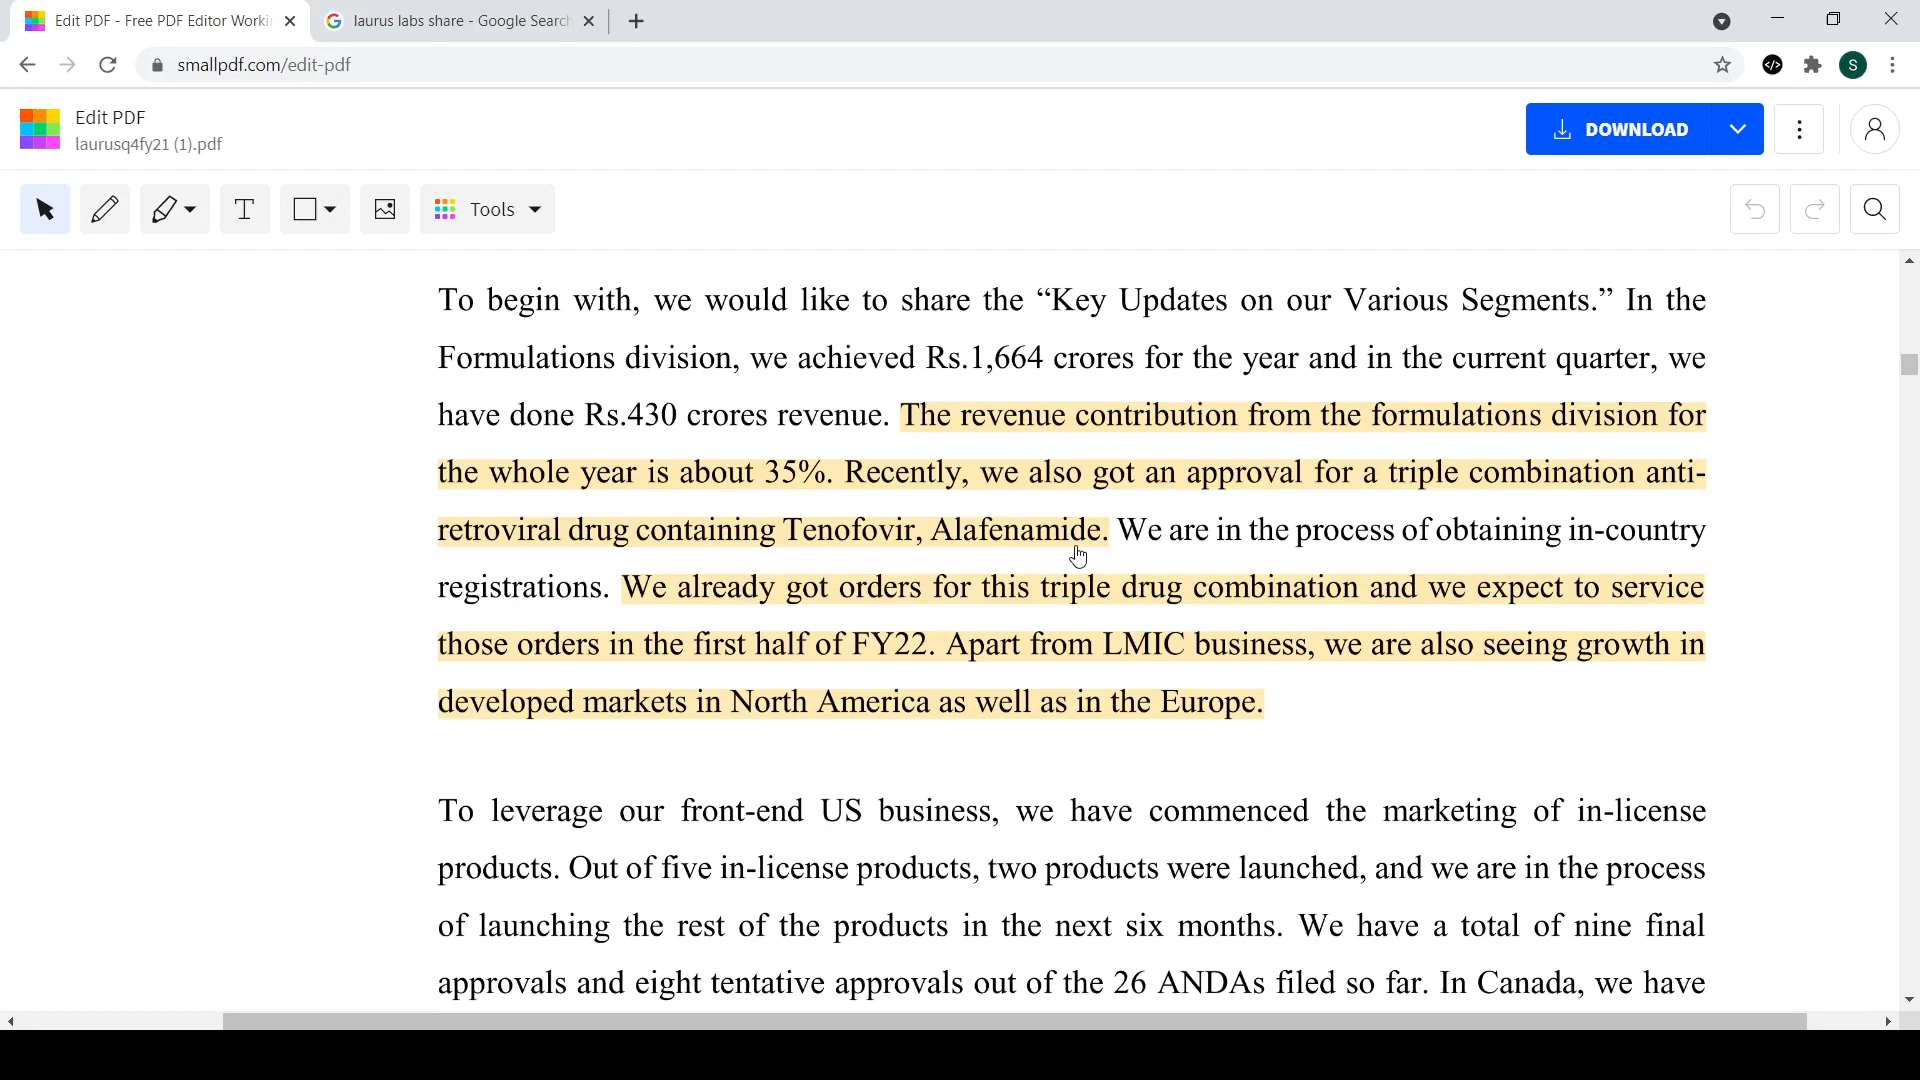 Edit PDF - Free PDF Editor Worki
laurus labs share - Google Search
smallpdf.com/edit-pdf
S
Edit PDF
laurusq4fy21 (1).pdf
DOWNLOAD
T
Tools
To begin with, we would like to share the “Key Updates on our Various Segments.” In the
Formulations division, we achieved Rs.1,664 crores for the year and in the current quarter, we
have done Rs.430 crores revenue. The revenue contribution from the formulations division for
the whole year is about 35%. Recently, we also got an approval for a triple combination anti-
retroviral drug containing Tenofovir, Alafenamide. We are in the process of obtaining in-country
registrations. We already got orders for this triple drug combination and we expect to service
those orders in the first half of FY22. Apart from LMIC business, we are also seeing growth in
developed markets in North America as well as in the Europe.
To leverage our front-end US business, we have commenced the marketing of in-license
products. Out of five in-license products, two products were launched, and we are in the process
of launching the rest of the products in the next six months. We have a total of nine final
approvals and eight tentative approvals out of the 26 ANDAs filed so far. In Canada, we have